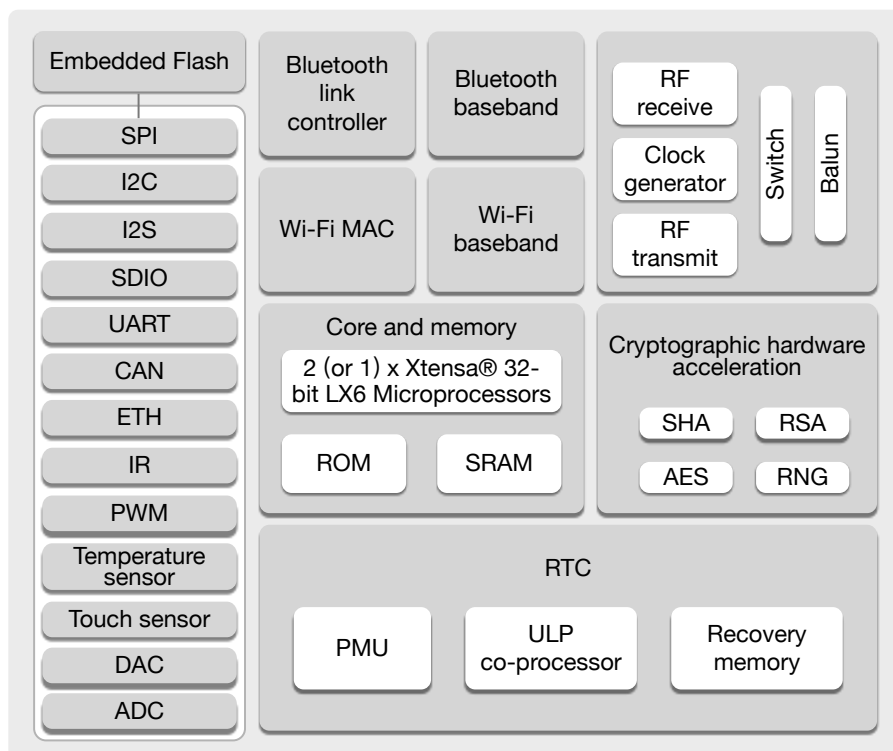 Embedded Flash
SPI
I2C
I2S
SDIO
UART
CAN
ETH
IR
PWM
Temperature
sensor
Touch sensor
DAC
ADC
Bluetooth
link
controller
Bluetooth
baseband
Wi-Fi MAC
Wi-Fi
baseband
RF
receive
Clock
generator
RF
transmit
Switch
Balun
Core and memory
2 (or 1) x Xtensa® 32-
bit LX6 Microprocessors
ROM
SRAM
Cryptographic hardware
acceleration
SHA
RSA
AES
RNG
RTC
PMU
ULP
co-processor
Recovery
memory